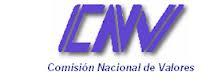 CNV
Comisión Nacional de Valores